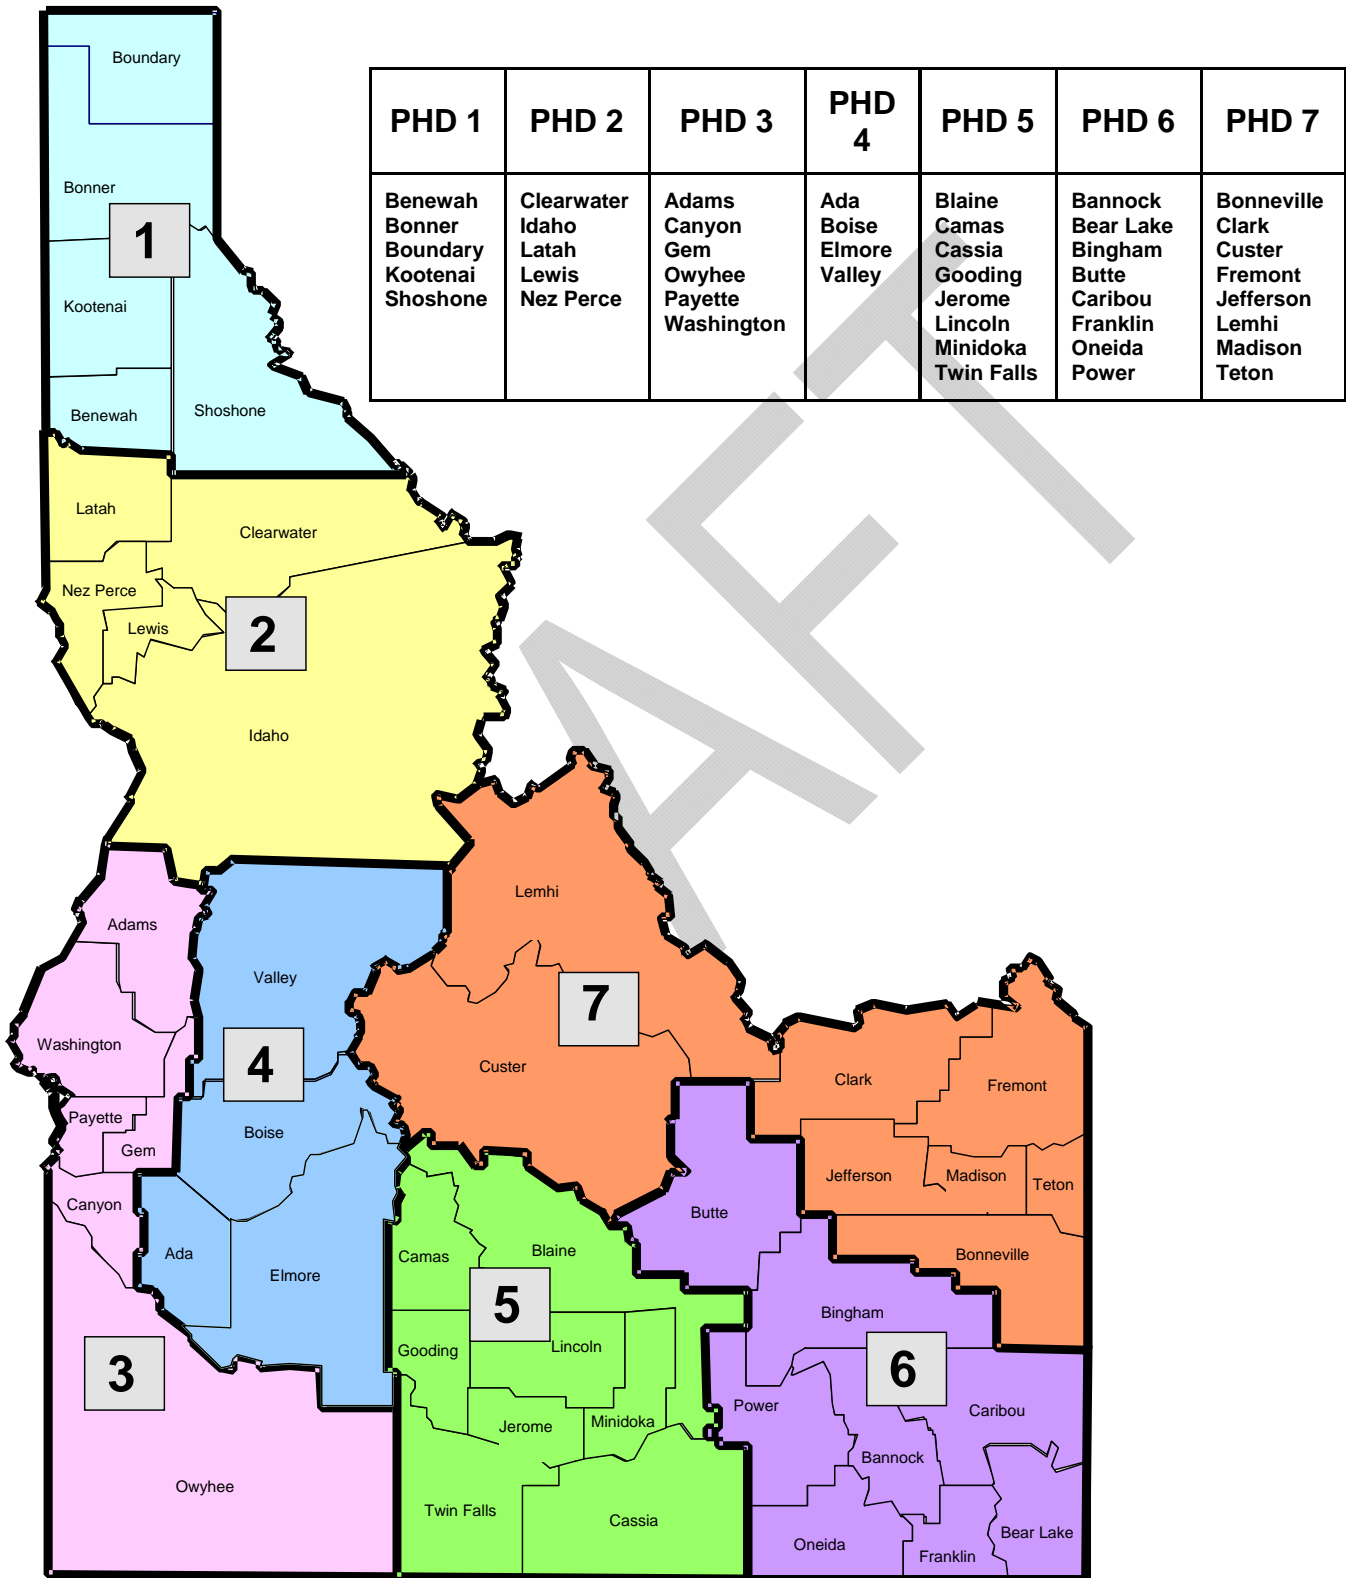 Boundary
PHD 1 PHD 2 PHD 3 PHD 4 PHD 5 PHD 6 PHD 7
Benewah Clearwater Adams Ada Blaine Bannock Bonneville
Bonner Idaho Canyon Boise Camas Bear Lake Clark
Boundary Latah Gem Elmore Cassia Bingham Custer
Kootenai Lewis Owyhee Valley Gooding Butte Fremont
Shoshone Nez Perce Payette Jerome Caribou Jefferson
Washington Lincoln Franklin Lemhi
Minidoka Oneida Madison
Twin Falls Power Teton
Bonner
1
Kootenai
Benewah
Shoshone
Latah
Clearwater
Nez Perce
Lewis
2
Idaho
AFT
Lemhi
Adams
Valley
7
Washington
4
Custer
Clark
Fremont
Payette
Boise
Gem
Jefferson
Madison
Teton
Canyon
Butte
Ada
Camas
Blaine
Bonneville
Elmore
5
Bingham
Gooding
Lincoln
3
6
Power
Caribou
Jerome
Minidoka
Bannock
Owyhee
Twin Falls
Cassia
Oneida
Franklin
Bear Lake